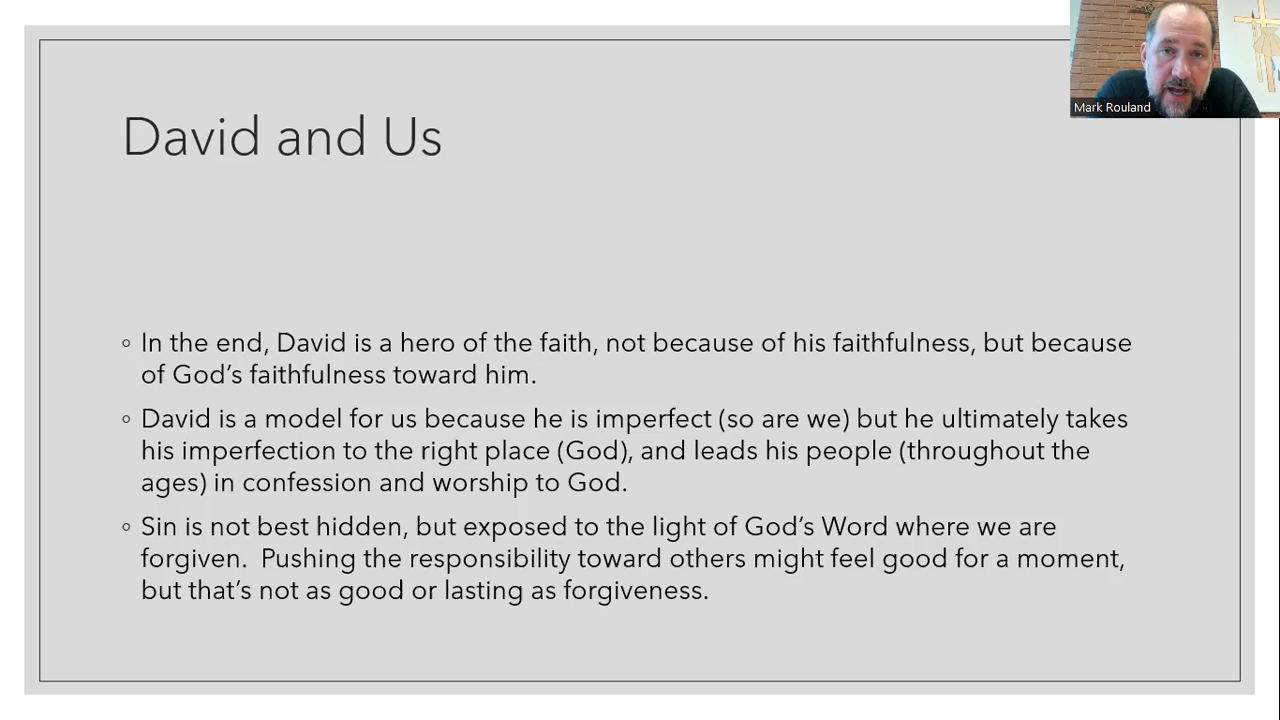 David and Us
Mark Rouland
◦ In the end, David is a hero of the faith, not because of his faithfulness, but because
of God’s faithfulness toward him.
◦ David is a model for us because he is imperfect (so are we) but he ultimately takes
his imperfection to the right place (God), and leads his people (throughout the
ages) in confession and worship to God.
◦ Sin is not best hidden, but exposed to the light of God’s Word where we are
forgiven.  Pushing the responsibility toward others might feel good for a moment,
but that’s not as good or lasting as forgiveness.